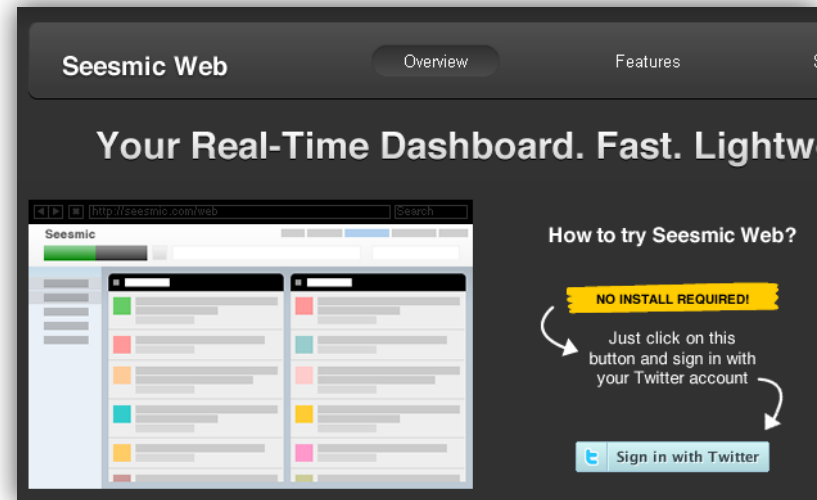 Seesmic Web
Overview
Features
Your Real-Time Dashboard. Fast. Lightw
http://seesmic.com/web
Search
Seesmic
How to try Seesmic Web?
NO INSTALL REQUIRED!
Just click on this
button and sign in with
your Twitter account
Sign in with Twitter